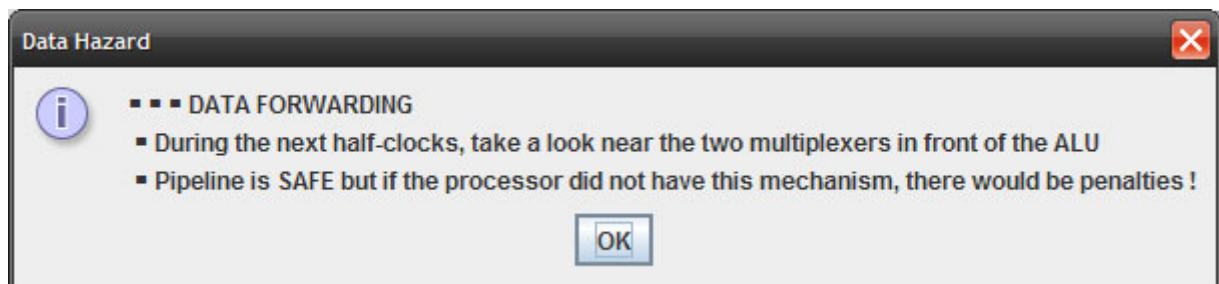 Data Hazard
▪ ▪ ▪ DATA FORWARDING
▪ During the next half-clocks, take a look near the two multiplexers in front of the ALU
▪ Pipeline is SAFE but if the processor did not have this mechanism, there would be penalties !
OK